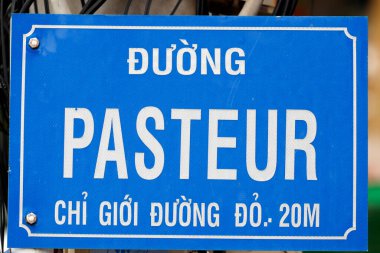 ĐƯỜNG
PASTEUR
CHỈ GIỚI ĐƯỜNG ĐỎ.- 20M